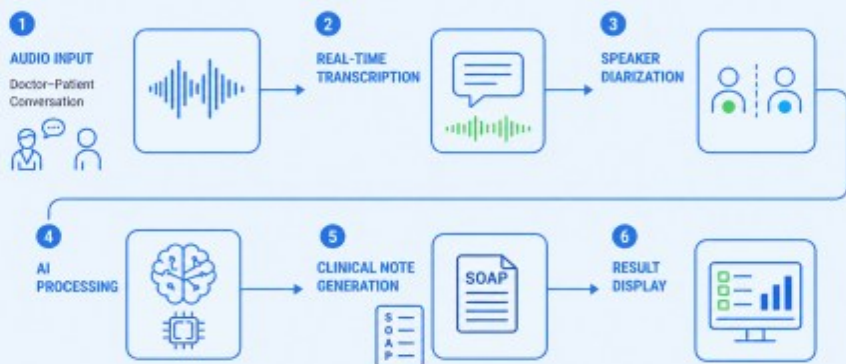 1
AUDIO INPUT
Doctor–Patient
Conversation
2
REAL-TIME
TRANSCRIPTION
3
SPEAKER
DIARIZATION
4
AI
PROCESSING
5
CLINICAL NOTE
GENERATION
S
O
A
P
SOAP
6
RESULT
DISPLAY